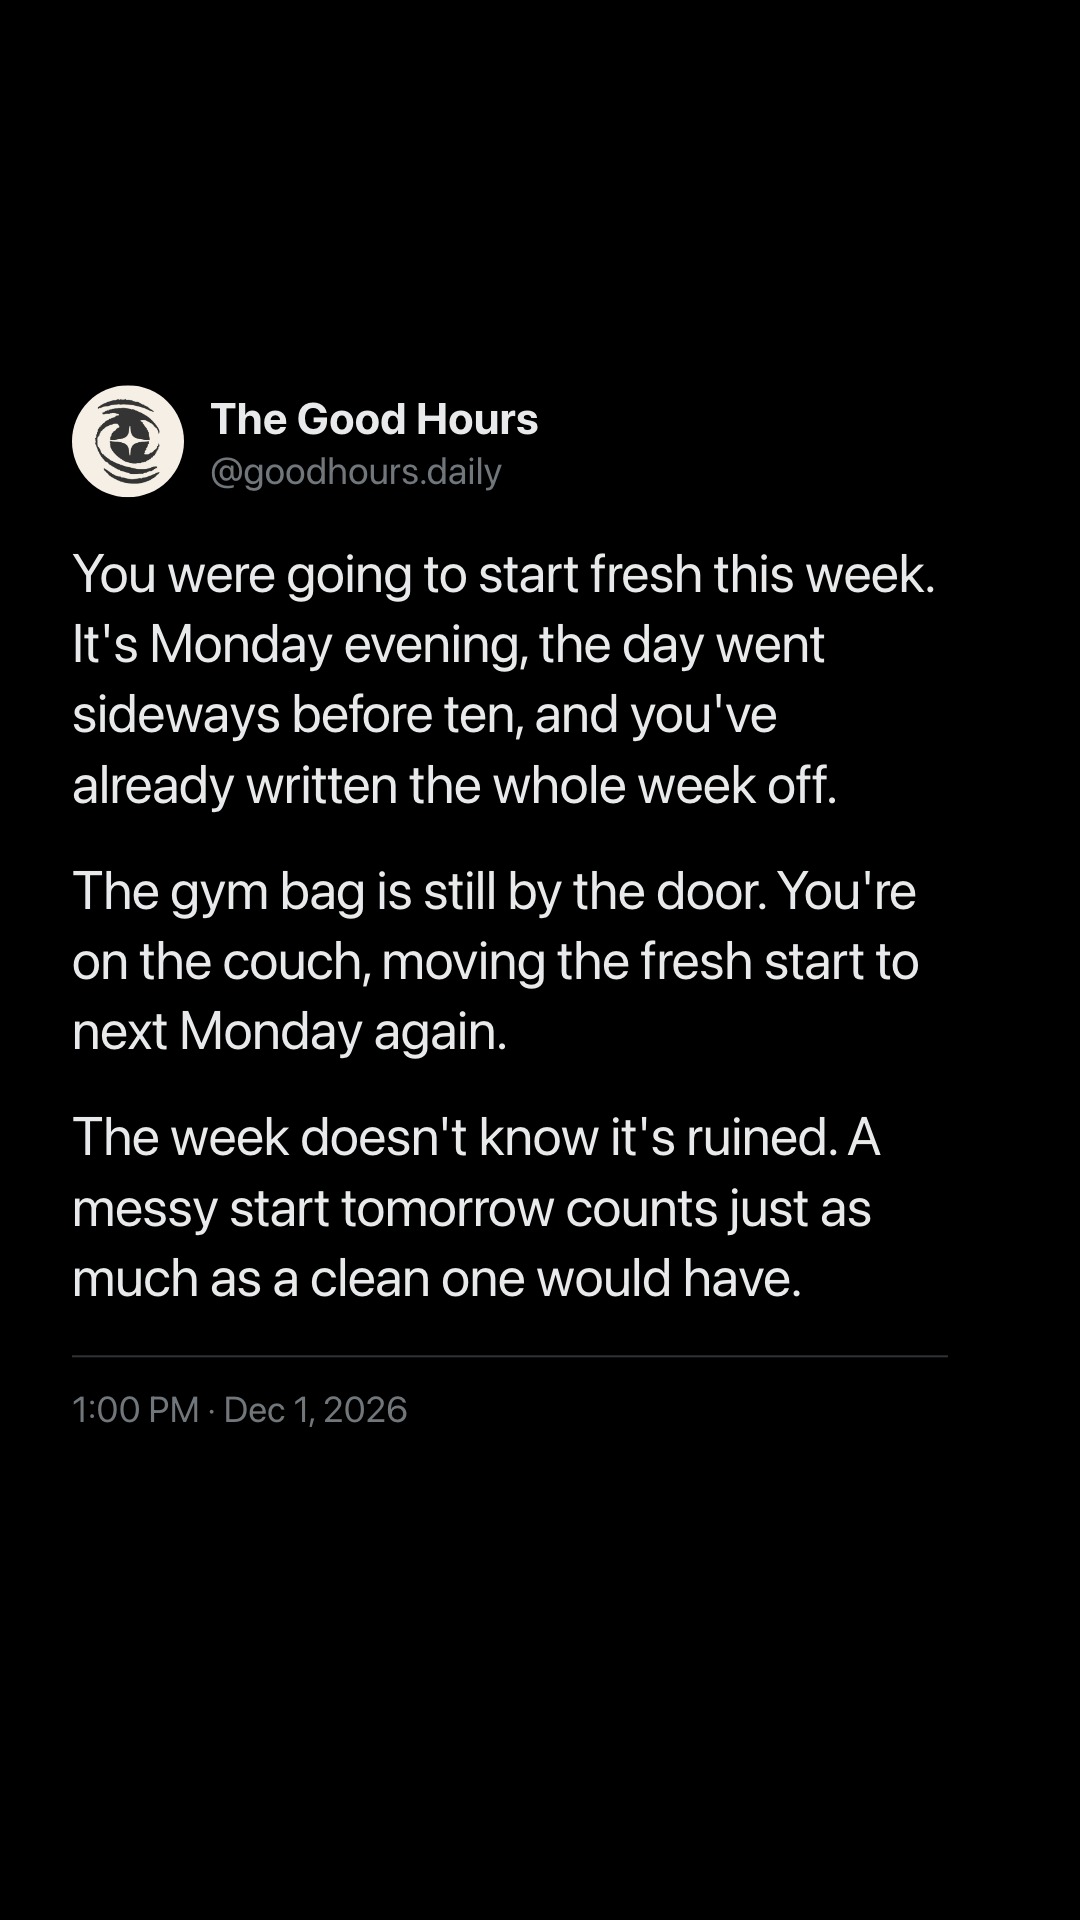 The Good Hours
@goodhours.daily
You were going to start fresh this week.
It's Monday evening, the day went
sideways before ten, and you've
already written the whole week off.
The gym bag is still by the door. You're
on the couch, moving the fresh start to
next Monday again.
The week doesn't know it's ruined. A
messy start tomorrow counts just as
much as a clean one would have.
1:00 PM · Dec 1, 2026